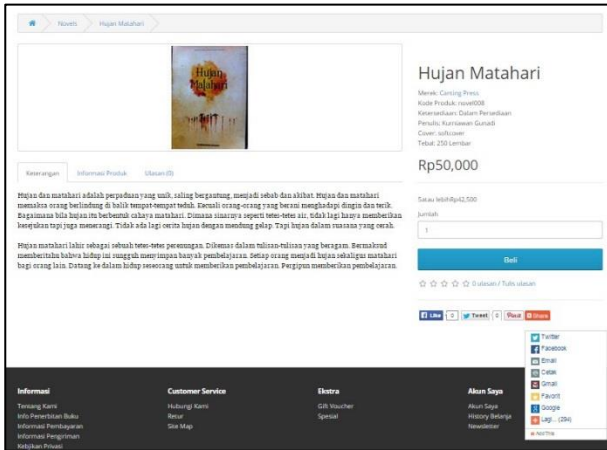 Novels
Hujan Matahari
Hujan
Matahari
Hujan Matahari
Merek: Canting Press
Kode Produk: novel008
Ketersediaan: Dalam Persediaan
Penulis: Kurniawan Gunadi
Cover: softcover
Tebal: 250 Lembar
Rp50,000
5atau lebihRp42,500
Jumlah
1
Beli
0 ulasan / Tulis ulasan
Like 0 Tweet 0 Pin it Share
Keterangan
Informasi Produk
Ulasan (0)
Hujan dan matahari adalah perpaduan yang unik, saling bergantung, menjadi sebab dan akibat. Hujan dan matahari
memaksa orang berlindung di balik tempat-tempat teduh. Kecuali orang-orang yang berani menghadapi dingin dan terik.
Bagaimana bila hujan itu berbentuk cahaya matahari. Dimana sinarnya seperti tetes-tetes air, tidak lagi hanya memberikan
kesejukan tapi juga menerangi. Tidak ada lagi cerita hujan dengan mendung gelap. Tapi hujan dalam suasana yang cerah.
Hujan matahari lahir sebagai sebuah tetes-tetes perenungan. Dikemas dalam tulisan-tulisan yang beragam. Bermaksud
memberitahu bahwa hidup ini sungguh menyimpan banyak pembelajaran. Setiap orang menjadi hujan sekaligus matahari
bagi orang lain. Datang ke dalam hidup seseorang untuk memberikan pembelajaran. Pergipun memberikan pembelajaran.
Twitter
Facebook
Email
Cetak
Gmail
Favorit
Google
Lagi... (294)
AddThis
Informasi
Tentang Kami
Info Penerbitan Buku
Informasi Pembayaran
Informasi Pengiriman
Kebijkan Privasi
Customer Service
Hubungi Kami
Retur
Site Map
Ekstra
Gift Voucher
Spesial
Akun Saya
Akun Saya
History Belanja
Newsletter